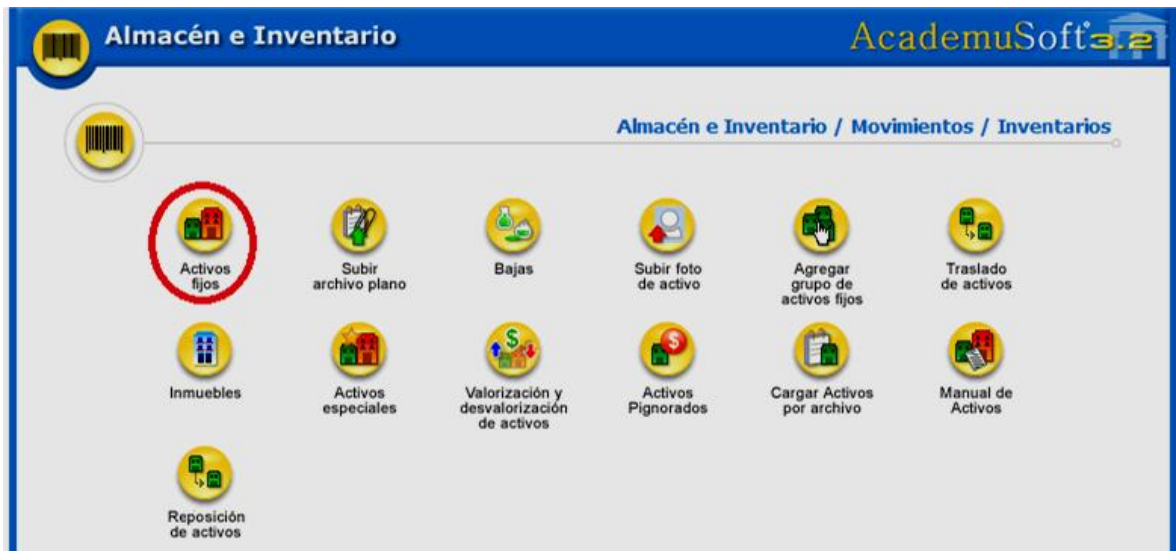 Almacén e Inventario
AcademuSoft 3.2
Almacén e Inventario / Movimientos / Inventarios
Activos
fijos
Subir
archivo plano
Bajas
Subir foto
de activo
Agregar
grupo de
activos fijos
Traslado
de activos
Inmuebles
Activos
especiales
Valorización y
desvalorización
de activos
Activos
Pignorados
Cargar Activos
por archivo
Manual de
Activos
Reposición
de activos